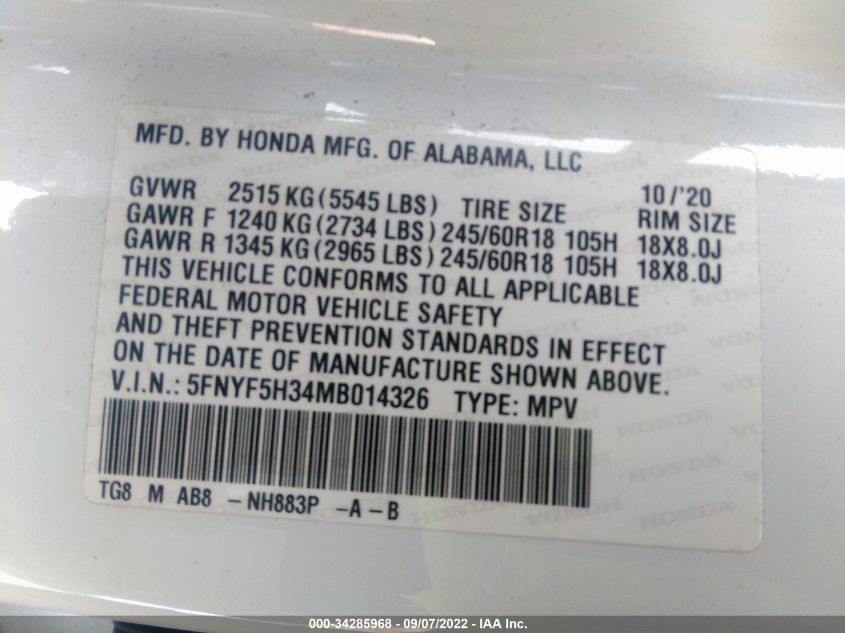 MFD. BY HONDA MFG. OF ALABAMA, LLC
GVWR 2515 KG (5545 LBS) TIRE SIZE 10/'20 RIM SIZE
GAWR F 1240 KG (2734 LBS) 245/60R18 105H 18X8.0J
GAWR R 1345 KG (2965 LBS) 245/60R18 105H 18X8.0J
THIS VEHICLE CONFORMS TO ALL APPLICABLE
FEDERAL MOTOR VEHICLE SAFETY
AND THEFT PREVENTION STANDARDS IN EFFECT
ON THE DATE OF MANUFACTURE SHOWN ABOVE.
V.I.N.: 5FNYF5H34MB014326 TYPE: MPV
TG8 M AB8 - NH883P - A - B
000-34285968 - 09/07/2022 - IAA Inc.